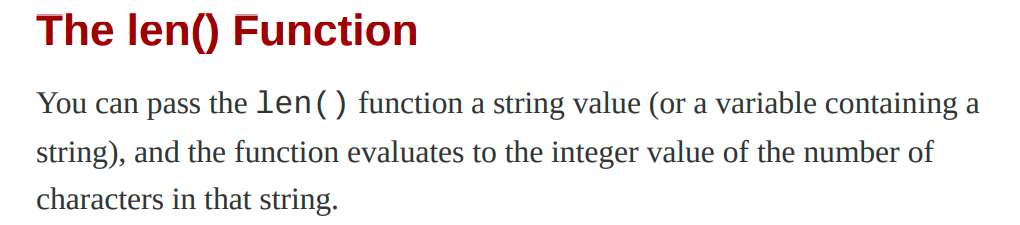 The len() Function
You can pass the len() function a string value (or a variable containing a
string), and the function evaluates to the integer value of the number of
characters in that string.